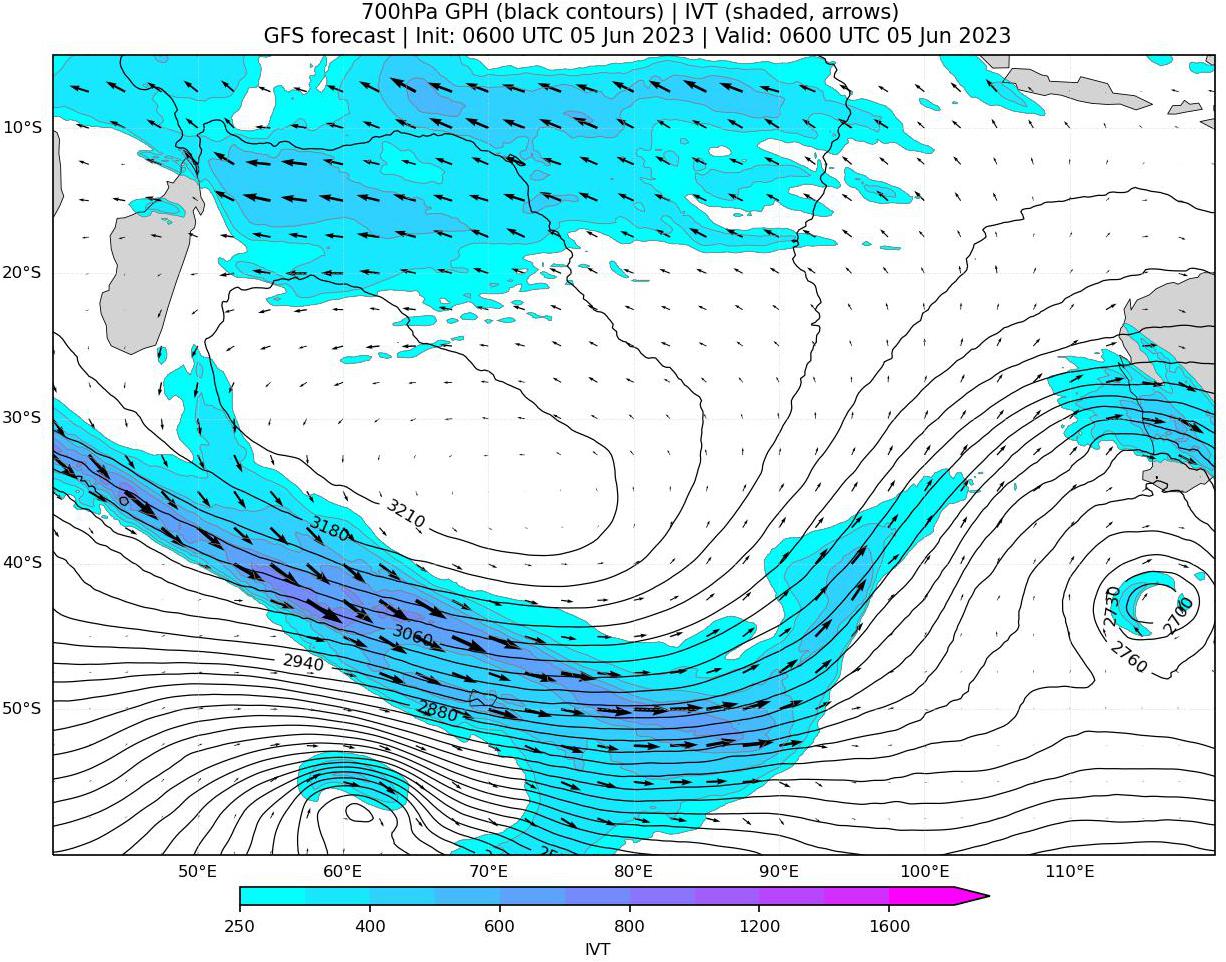 700hPa GPH (black contours) | IVT (shaded, arrows)
GFS forecast | Init: 0600 UTC 05 Jun 2023 | Valid: 0600 UTC 05 Jun 2023
10°S
20°S
30°S
40°S
50°S
3210
3180
3060
2940
2880
2730
2700
2760
50°E
60°E
70°E
80°E
90°E
100°E
110°E
250
400
600
800
1200
1600
IVT